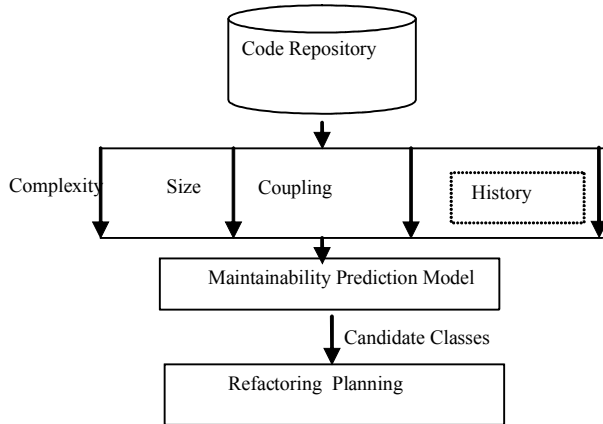 Code Repository
Complexity
Size
Coupling
History
Maintainability Prediction Model
Candidate Classes
Refactoring Planning